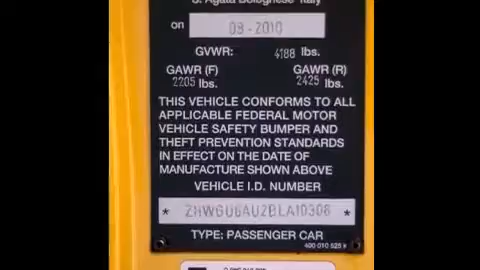 S. Agata Bolognese Italy
on 08-2010
GVWR: 4188 lbs.
GAWR (F) GAWR (R)
2205 lbs. 2425 lbs.
THIS VEHICLE CONFORMS TO ALL
APPLICABLE FEDERAL MOTOR
VEHICLE SAFETY BUMPER AND
THEFT PREVENTION STANDARDS
IN EFFECT ON THE DATE OF
MANUFACTURE SHOWN ABOVE
VEHICLE I.D. NUMBER
* ZHWGU6AU2BLA10308 *
TYPE: PASSENGER CAR
400 010 525